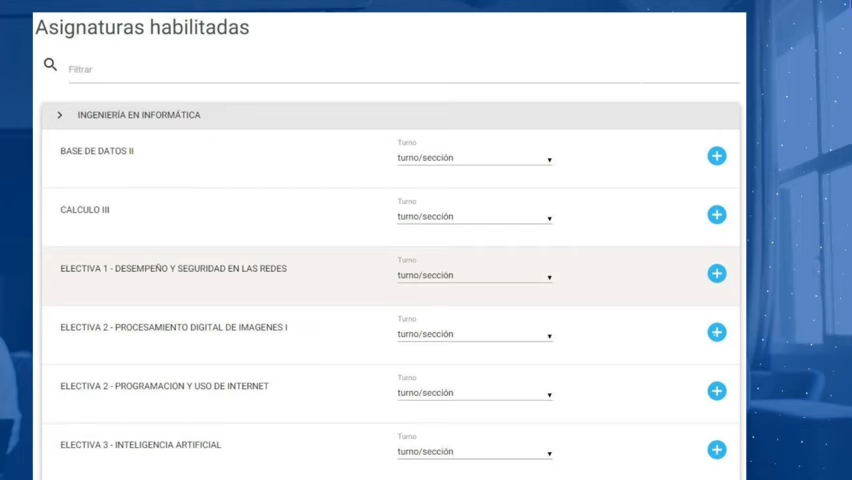 Asignaturas habilitadas
Filtrar
INGENIERÍA EN INFORMÁTICA
Turno
BASE DE DATOS II turno/sección
Turno
CALCULO III turno/sección
Turno
ELECTIVA 1 - DESEMPEÑO Y SEGURIDAD EN LAS REDES turno/sección
Turno
ELECTIVA 2 - PROCESAMIENTO DIGITAL DE IMAGENES I turno/sección
Turno
ELECTIVA 2 - PROGRAMACION Y USO DE INTERNET turno/sección
Turno
ELECTIVA 3 - INTELIGENCIA ARTIFICIAL turno/sección